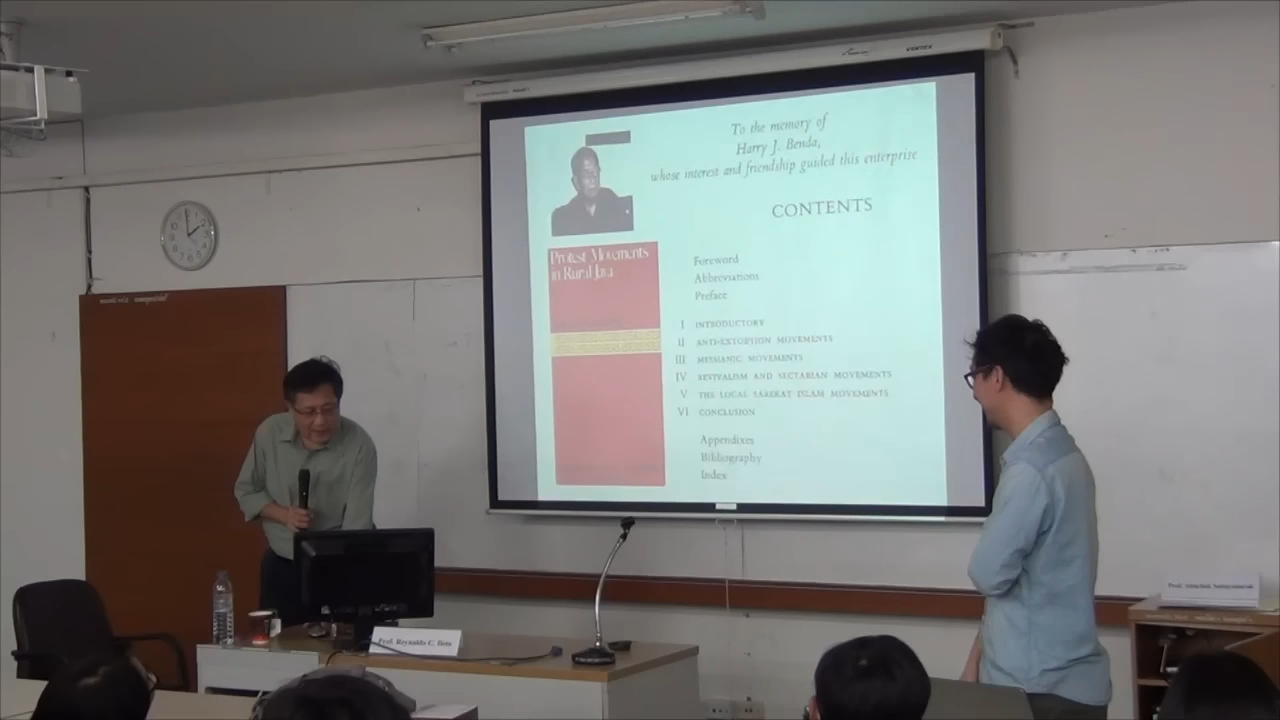 To the memory of
Harry J. Benda,
whose interest and friendship guided this enterprise
CONTENTS
Protest Movements
in Rural Java
Foreword
Abbreviations
Preface
I INTRODUCTORY
II ANTI-EXTORTION MOVEMENTS
III MESSIANIC MOVEMENTS
IV REVIVALISM AND SECTARIAN MOVEMENTS
V THE LOCAL SAREKAT ISLAM MOVEMENTS
VI CONCLUSION
Appendixes
Bibliography
Index
Prof. Reynaldo C. Ileto
VERTEX